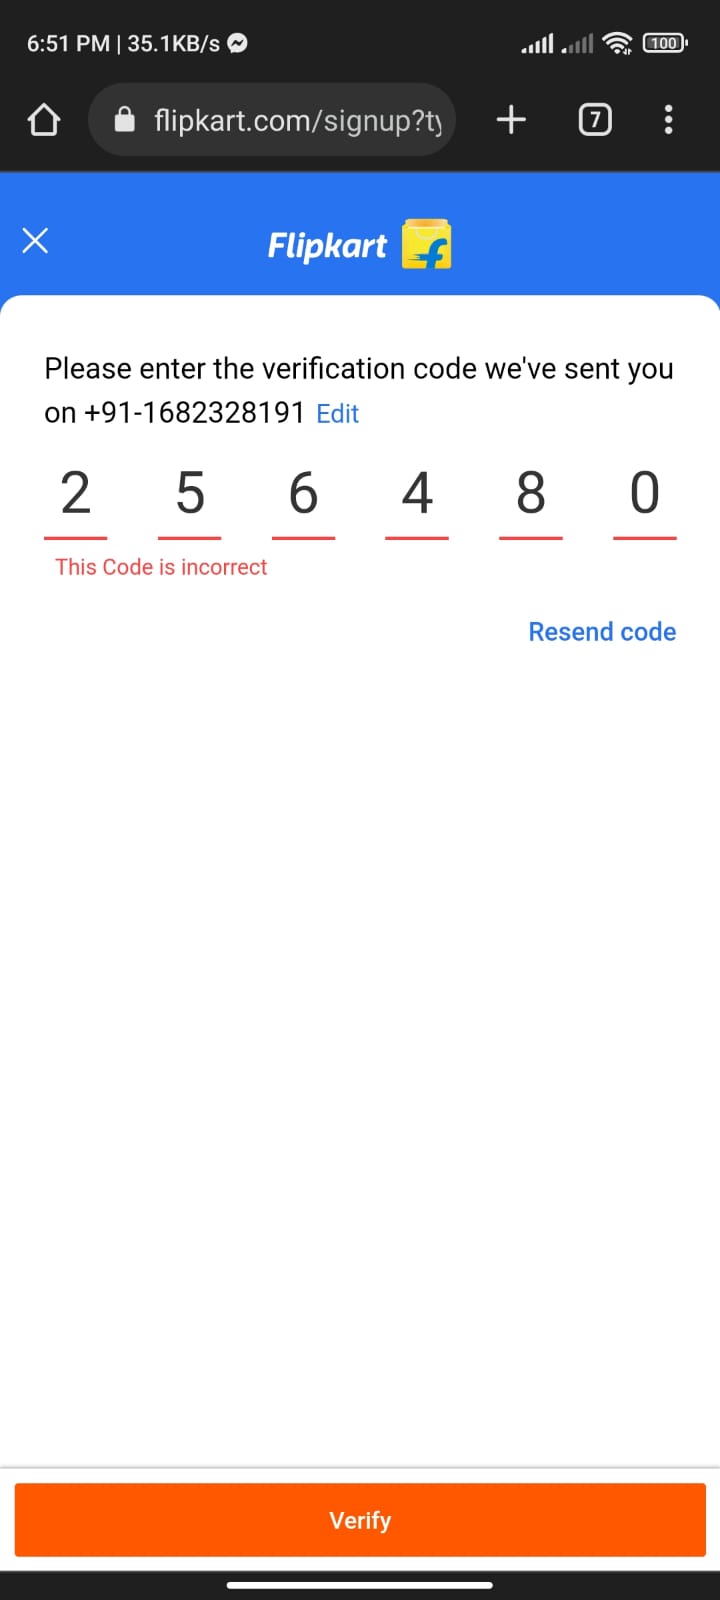 6:51 PM | 35.1KB/s 100
flipkart.com/signup?ty 7
Flipkart
Please enter the verification code we've sent you
on +91-1682328191 Edit
2 5 6 4 8 0
This Code is incorrect
Resend code
Verify